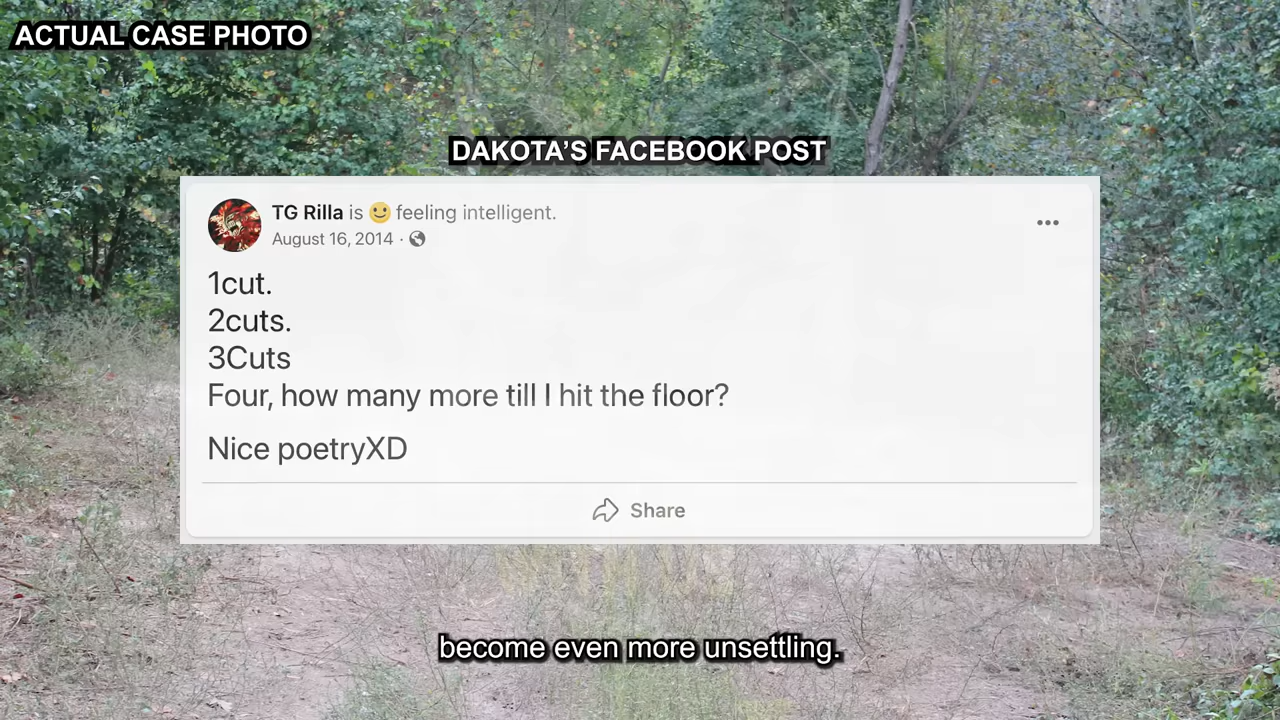 ACTUAL CASE PHOTO
DAKOTA'S FACEBOOK POST
TG Rilla is 🙂 feeling intelligent.
August 16, 2014 ·
1cut.
2cuts.
3Cuts
Four, how many more till I hit the floor?
Nice poetryXD
Share
become even more unsettling.